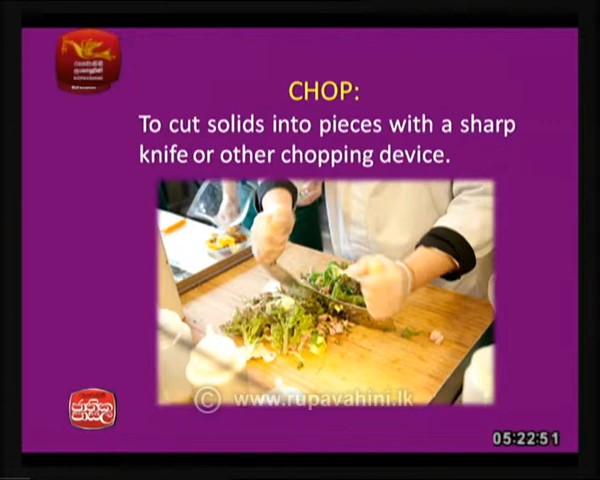 CHOP:
To cut solids into pieces with a sharp
knife or other chopping device.
© www.rupavahini.lk
05:22:51